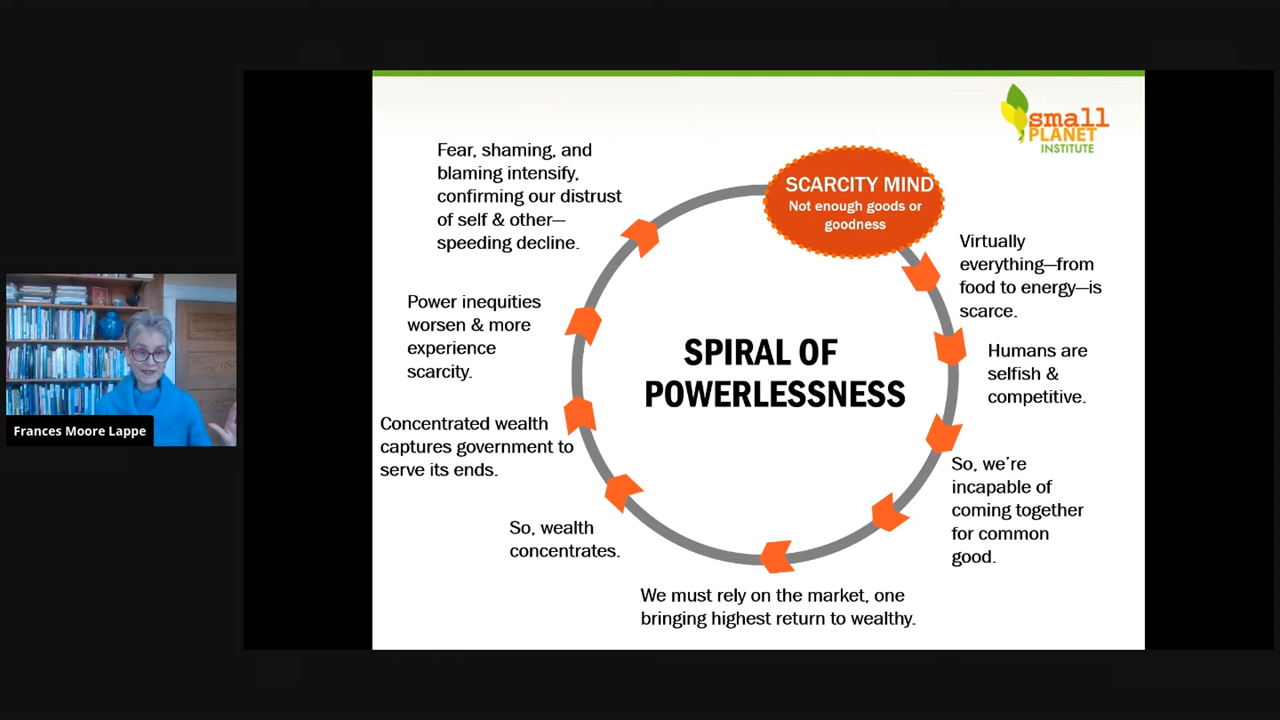 small
PLANET
INSTITUTE
SCARCITY MIND
Not enough goods or
goodness
Virtually
everything—from
food to energy—is
scarce.
Humans are
selfish &
competitive.
So, we're
incapable of
coming together
for common
good.
We must rely on the market, one
bringing highest return to wealthy.
So, wealth
concentrates.
Concentrated wealth
captures government to
serve its ends.
Power inequities
worsen & more
experience
scarcity.
Fear, shaming, and
blaming intensify,
confirming our distrust
of self & other—
speeding decline.
SPIRAL OF
POWERLESSNESS
Frances Moore Lappe